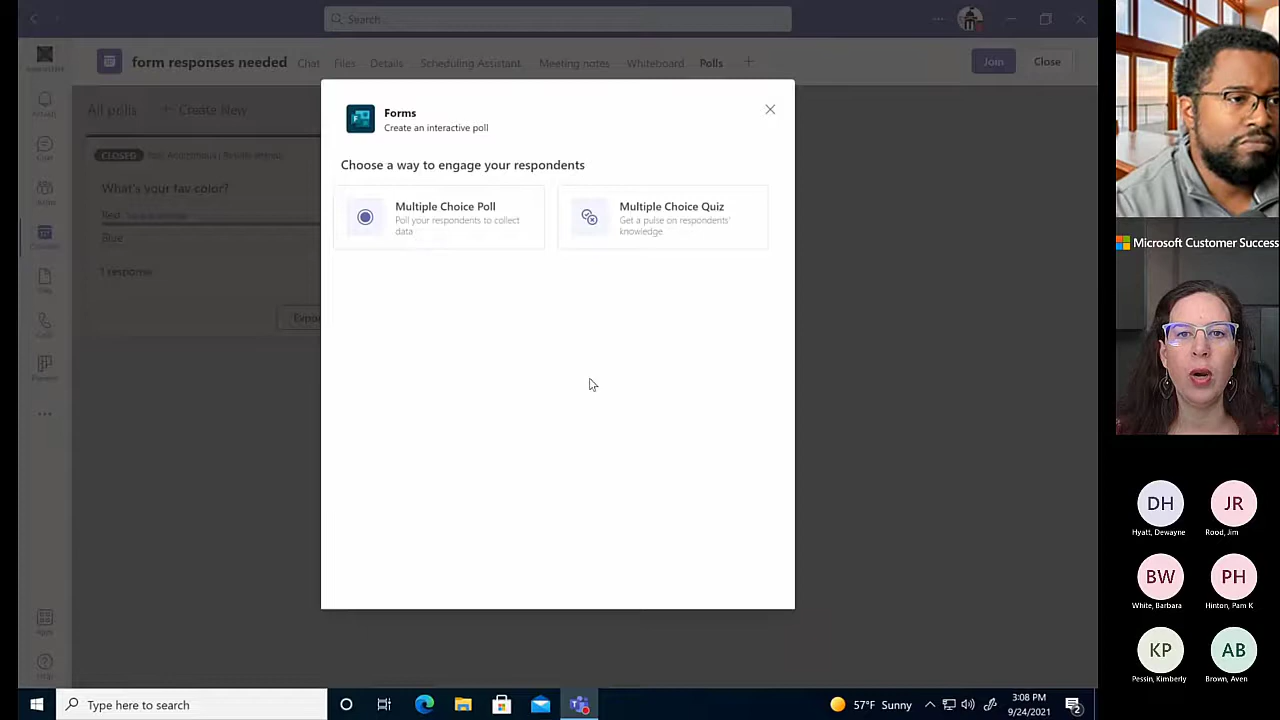 Search...
form responses needed
Chat
Files
Details
Scheduling Assistant
Meeting notes
Whiteboard
Polls
Join
Close
All polls
Create New
CLOSED
What's your fav color?
Red
Blue
1 response
Forms
Create an interactive poll
Choose a way to engage your respondents
Multiple Choice Poll
Poll your respondents to collect
data
Multiple Choice Quiz
Get a pulse on respondents'
knowledge
Microsoft Customer Success
DH
Hyatt, Dewayne
JR
Rood, Jim
BW
White, Barbara
PH
Hinton, Pam K
KP
Pessin, Kimberly
AB
Brown, Aven
Type here to search
57°F Sunny
3:08 PM
9/24/2021
2